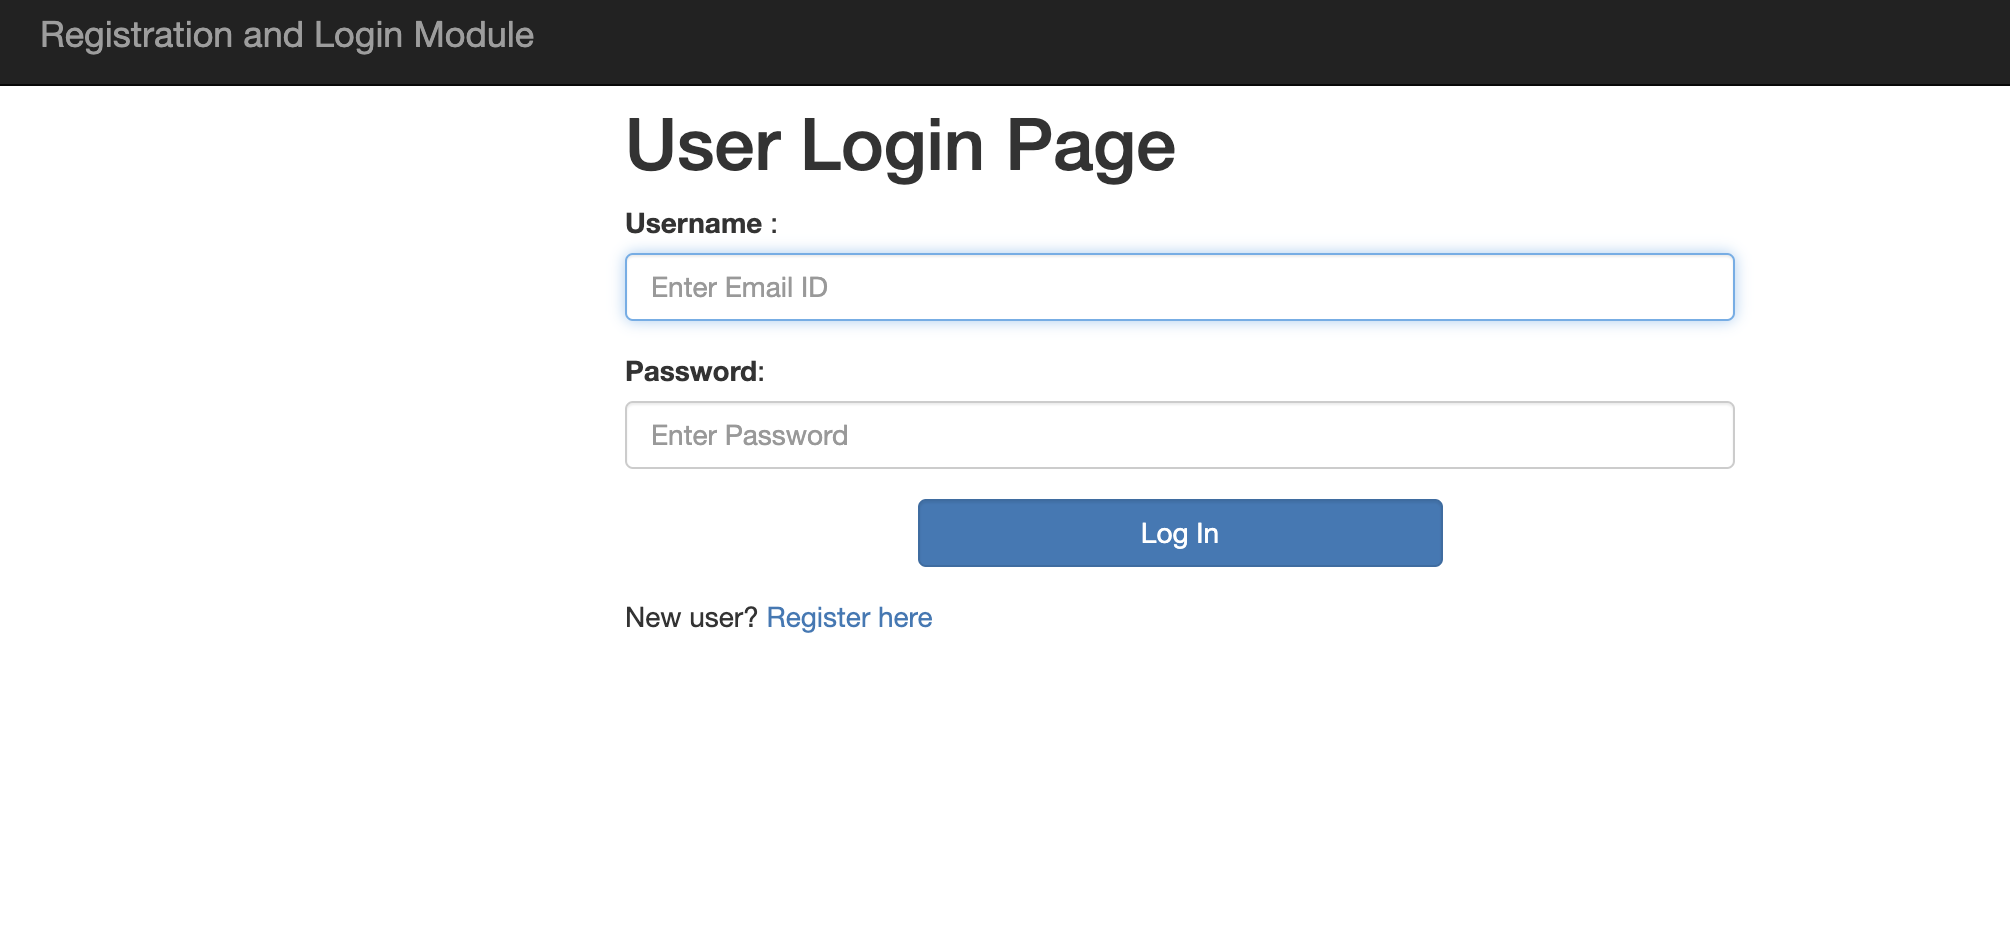 Registration and Login Module
User Login Page
Username :
Enter Email ID
Password:
Enter Password
Log In
New user? Register here